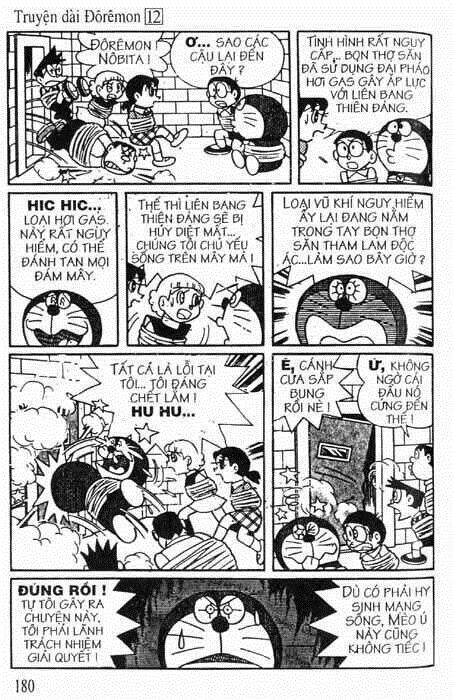 Truyện dài Đôrêmon 12
ĐÔRÊMON !
NÔBITA !
Ơ... SAO CÁC
CẬU LẠI ĐẾN
ĐÂY ?
TÌNH HÌNH RẤT NGUY
CẤP... BỌN THỢ SĂN
ĐÃ SỬ DỤNG ĐẠI PHÁO
HƠI GAS GÂY ÁP LỰC
VỚI LIÊN BANG
THIÊN ĐÀNG.
HIC HIC...
LOẠI HƠI GAS.
NÀY RẤT NGUY
HIỂM, CÓ THỂ
ĐÁNH TAN MỌI
ĐÁM MÂY.
THẾ THÌ LIÊN BANG
THIÊN ĐÀNG SẼ BỊ
HỦY DIỆT MẤT...
CHÚNG TÔI CHỦ YẾU
SỐNG TRÊN MÂY MÀ !
LOẠI VŨ KHÍ NGUY HIỂM
ẤY LẠI ĐANG NẰM
TRONG TAY BỌN THỢ
SĂN THAM LAM ĐỘC
ÁC...LÀM SAO BÂY GIỜ ?
TẤT CẢ LÀ LỖI TẠI
TÔI... TÔI ĐÁNG
CHẾT LẮM !
HU HU...
Ê, CÁNH
CỬA SẮP
BUNG
RỒI NÈ !
Ừ, KHÔNG
NGỜ CÁI
ĐẦU NÓ
CỨNG ĐẾN
THẾ !
ĐÚNG RỒI !
TỰ TÔI GÂY RA
CHUYỆN NÀY,
TÔI PHẢI LÃNH
TRÁCH NHIỆM
GIẢI QUYẾT !
DÙ CÓ PHẢI HY
SINH MẠNG
SỐNG, MÈO Ú
NÀY CŨNG
KHÔNG TIẾC !
180